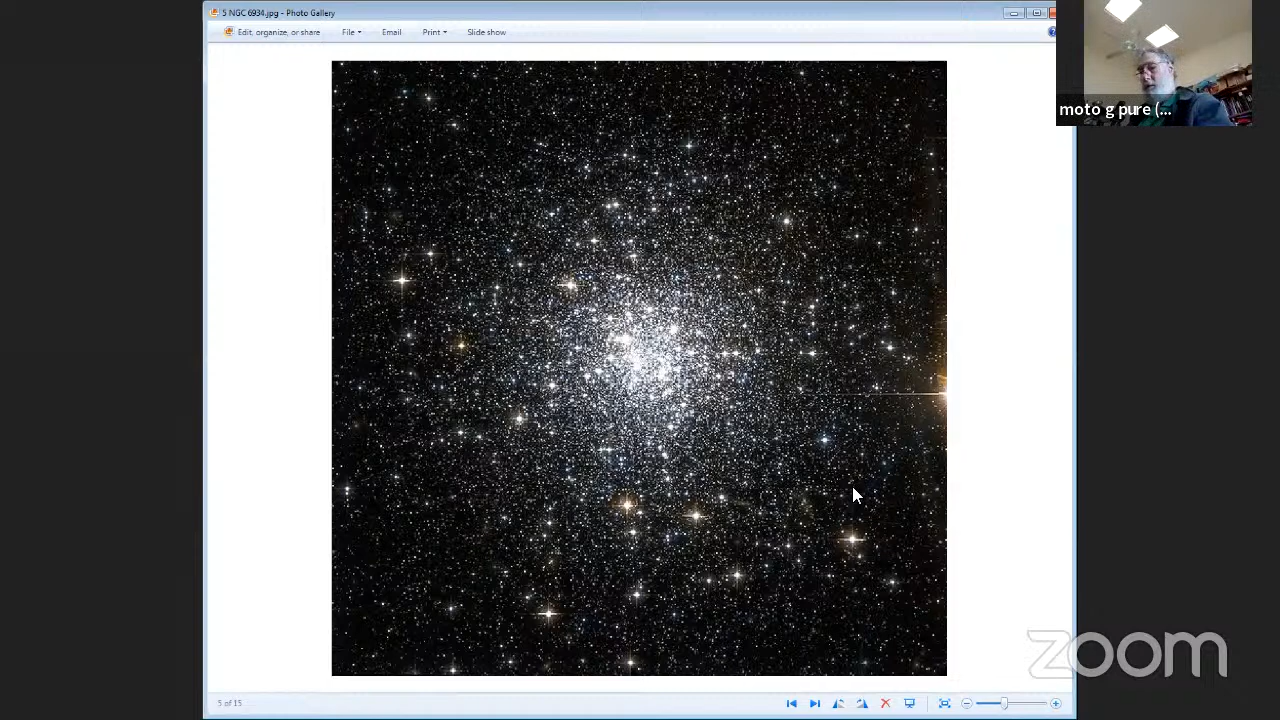 5 NGC 6934.jpg - Photo Gallery
Edit, organize, or share File Email Print Slide show
moto g pure (...
zoom
5 of 15